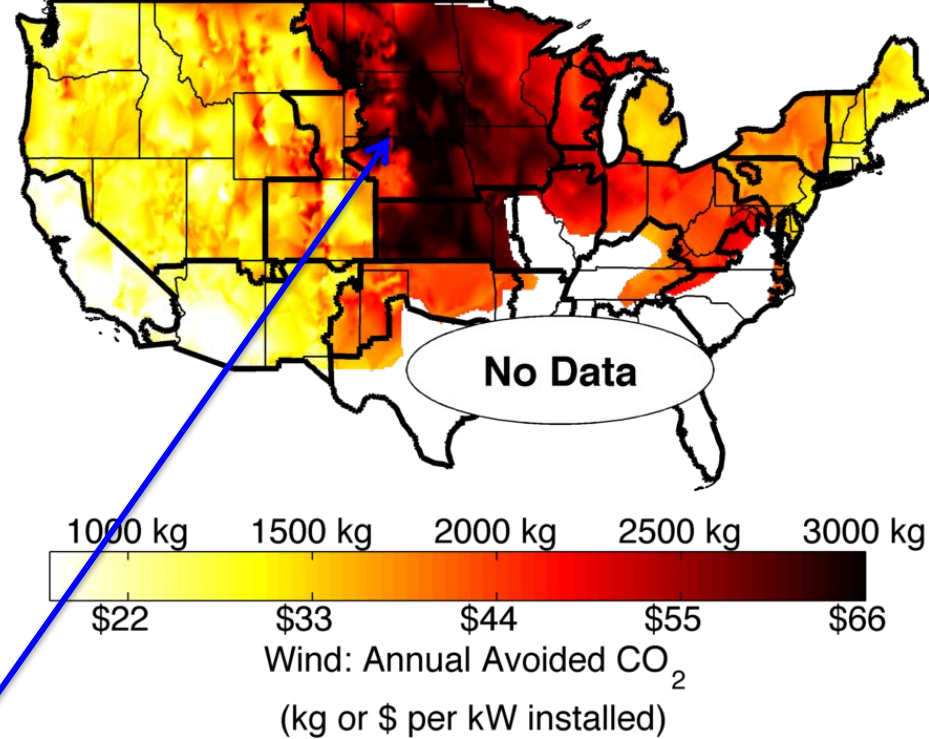 No Data
1000 kg 1500 kg 2000 kg 2500 kg 3000 kg
$22 $33 $44 $55 $66
Wind: Annual Avoided CO2
(kg or $ per kW installed)